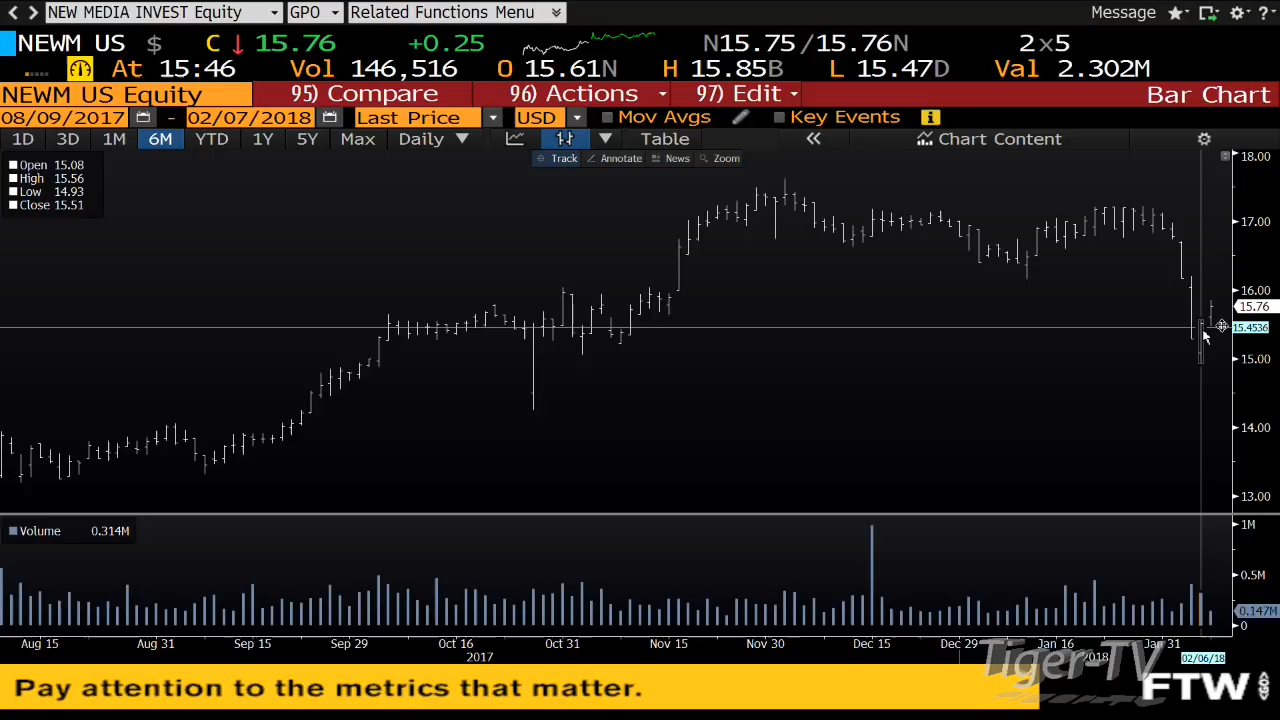 NEW MEDIA INVEST Equity GPO Related Functions Menu Message ?
NEWM US $ C ↓ 15.76 +0.25 N15.75/15.76N 2x5
At 15:46 Vol 146,516 O 15.61N H 15.85B L 15.47D Val 2.302M
NEWM US Equity 95) Compare 96) Actions 97) Edit Bar Chart
08/09/2017 - 02/07/2018 Last Price USD Mov Avgs Key Events i
1D 3D 1M 6M YTD 1Y 5Y Max Daily ▼ Table « Chart Content
Track Annotate News Zoom
Open 15.08
High 15.56
Low 14.93
Close 15.51
18.00
17.00
16.00
15.76
15.4536
15.00
14.00
13.00
Volume 0.314M
1M
0.5M
0.147M
0
Aug 15 Aug 31 Sep 15 Sep 29 Oct 16 Oct 31 Nov 15 Nov 30 Dec 15 Dec 29 Jan 16 Jan 31
2017 2018 02/06/18
Tiger-TV
Pay attention to the metrics that matter.
FTW